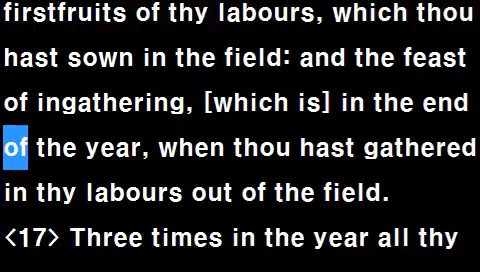 firstfruits of thy labours, which thou
hast sown in the field: and the feast
of ingathering, [which is] in the end
of the year, when thou hast gathered
in thy labours out of the field.
<17> Three times in the year all thy